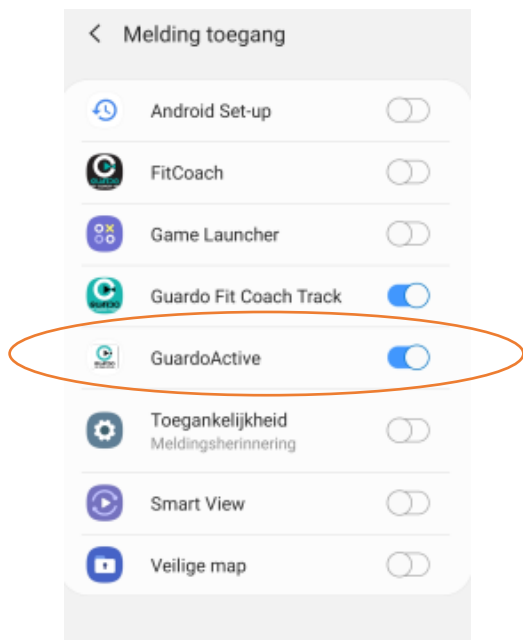 Melding toegang
Android Set-up
FitCoach
Game Launcher
Guardo Fit Coach Track
GuardoActive
Toegankelijkheid
Meldingsherinnering
Smart View
Veilige map